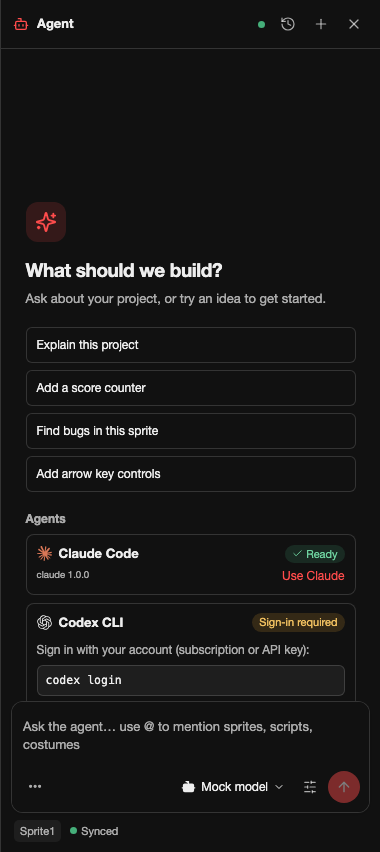 Agent
What should we build?
Ask about your project, or try an idea to get started.
Explain this project
Add a score counter
Find bugs in this sprite
Add arrow key controls
Agents
Claude Code
Ready
claude 1.0.0
Use Claude
Codex CLI
Sign-in required
Sign in with your account (subscription or API key):
codex login
Ask the agent… use @ to mention sprites, scripts,
costumes
Mock model
Sprite1
Synced